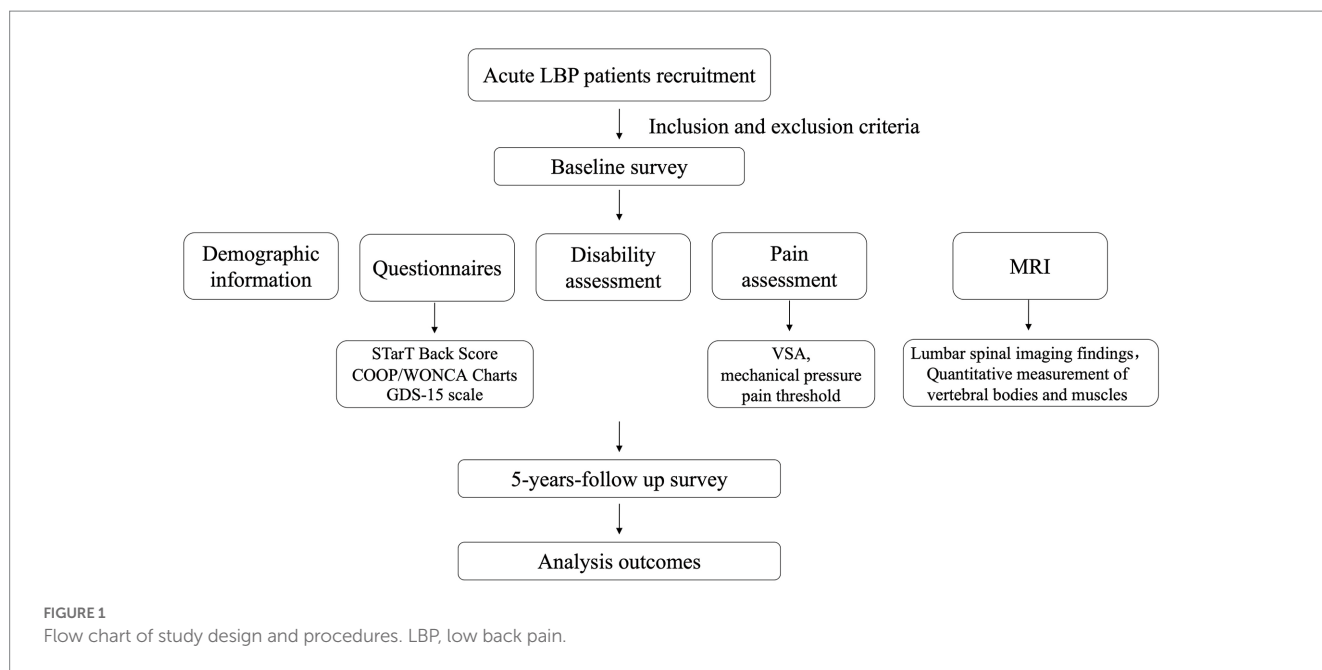 Acute LBP patients recruitment
Inclusion and exclusion criteria
Baseline survey
Demographic
information
Questionnaires
Disability
assessment
Pain
assessment
MRI
STarT Back Score
COOP/WONCA Charts
GDS-15 scale
VSA,
mechanical pressure
pain threshold
Lumbar spinal imaging findings，
Quantitative measurement of
vertebral bodies and muscles
5-years-follow up survey
Analysis outcomes
FIGURE 1
Flow chart of study design and procedures. LBP, low back pain.